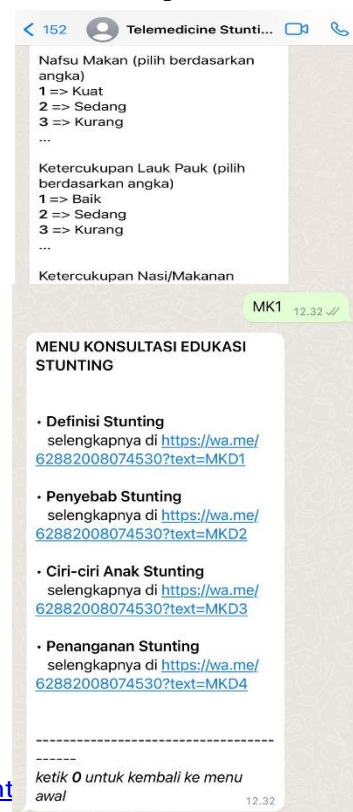 152 Telemedicine Stunti...
Nafsu Makan (pilih berdasarkan
angka)
1 => Kuat
2 => Sedang
3 => Kurang
...
Ketercukupan Lauk Pauk (pilih
berdasarkan angka)
1 => Baik
2 => Sedang
3 => Kurang
...
Ketercukupan Nasi/Makanan
MK1 12.32
MENU KONSULTASI EDUKASI
STUNTING
• Definisi Stunting
selengkapnya di https://wa.me/
62882008074530?text=MKD1
• Penyebab Stunting
selengkapnya di https://wa.me/
62882008074530?text=MKD2
• Ciri-ciri Anak Stunting
selengkapnya di https://wa.me/
62882008074530?text=MKD3
• Penanganan Stunting
selengkapnya di https://wa.me/
62882008074530?text=MKD4
----------------------------------
------
ketik 0 untuk kembali ke menu
awal 12.32